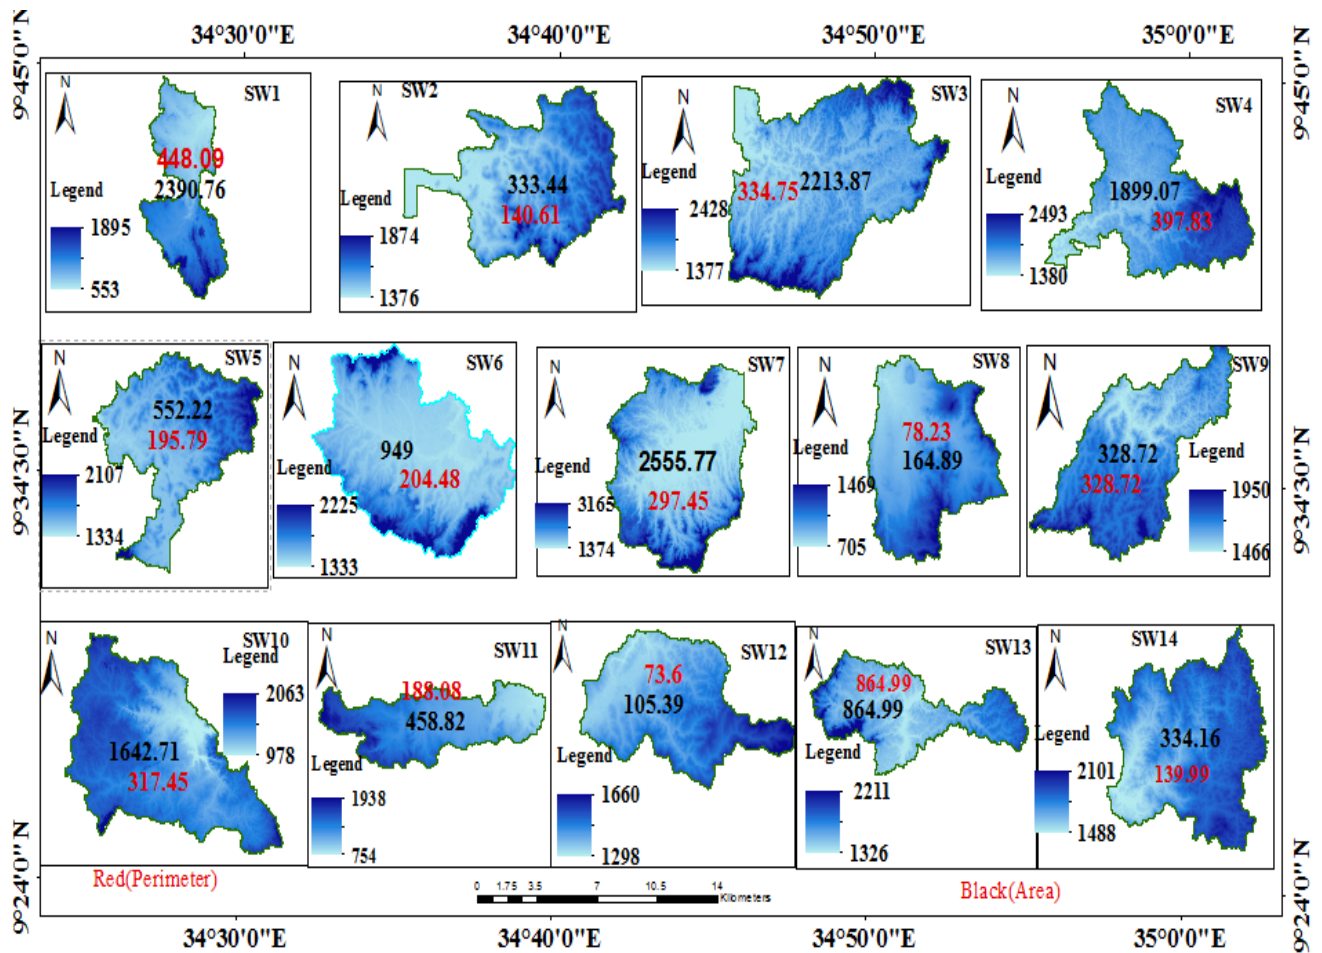 34°30'0"E 34°40'0"E 34°50'0"E 35°0'0"E
9°45'0"N
9°45'0"N
N
SW1
448.09
2390.76
Legend
1895
553
N
SW2
333.44
140.61
Legend
1874
1376
N
SW3
334.75 2213.87
Legend
2428
1377
N
SW4
1899.07
397.83
Legend
2493
1380
9°34'30"N
9°34'30"N
N
SW5
552.22
195.79
Legend
2107
1334
N
SW6
949
204.48
Legend
2225
1333
N
SW7
2555.77
297.45
Legend
3165
1374
N
SW8
78.23
164.89
Legend
1469
705
N
SW9
328.72
328.72
Legend
1950
1466
N
SW10
Legend
2063
978
1642.71
317.45
N
SW11
188.08
458.82
Legend
1938
754
N
SW12
73.6
105.39
Legend
1660
1298
N
SW13
864.99
864.99
Legend
2211
1326
N
SW14
334.16
139.99
Legend
2101
1488
9°24'0"N
9°24'0"N
Red(Perimeter)
0 1.75 3.5 7 10.5 14
Kilometers
Black(Area)
34°30'0"E 34°40'0"E 34°50'0"E 35°0'0"E